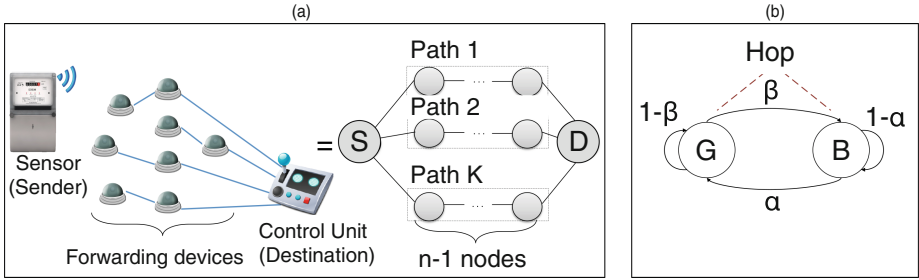 (a)
(b)
Path 1
...
Path 2
...
Path K
...
=
S
D
Sensor
(Sender)
Control Unit
(Destination)
Forwarding devices
n-1 nodes
Hop
β
1-β
1-α
G
B
α